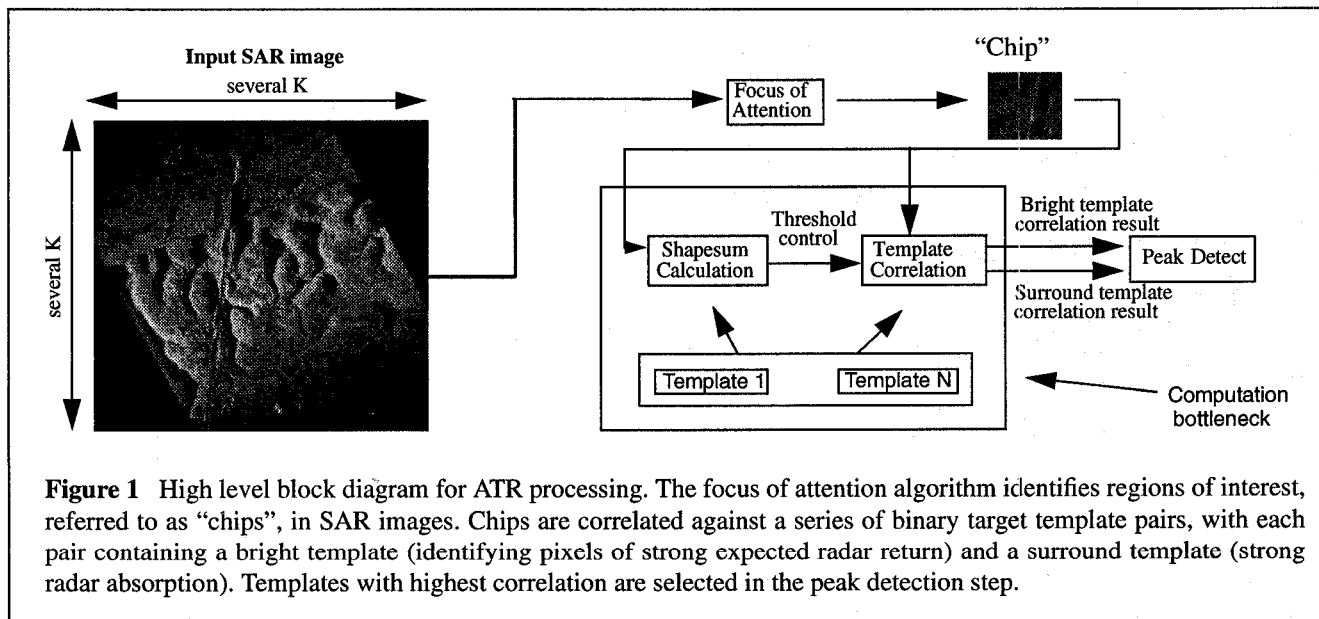 Input SAR image
several K
several K
Focus of
Attention
“Chip”
Shapesum
Calculation
Threshold
control
Template
Correlation
Bright template
correlation result
Surround template
correlation result
Peak Detect
Template 1
Template N
Computation
bottleneck
Figure 1 High level block diagram for ATR processing. The focus of attention algorithm identifies regions of interest,
referred to as “chips”, in SAR images. Chips are correlated against a series of binary target template pairs, with each
pair containing a bright template (identifying pixels of strong expected radar return) and a surround template (strong
radar absorption). Templates with highest correlation are selected in the peak detection step.